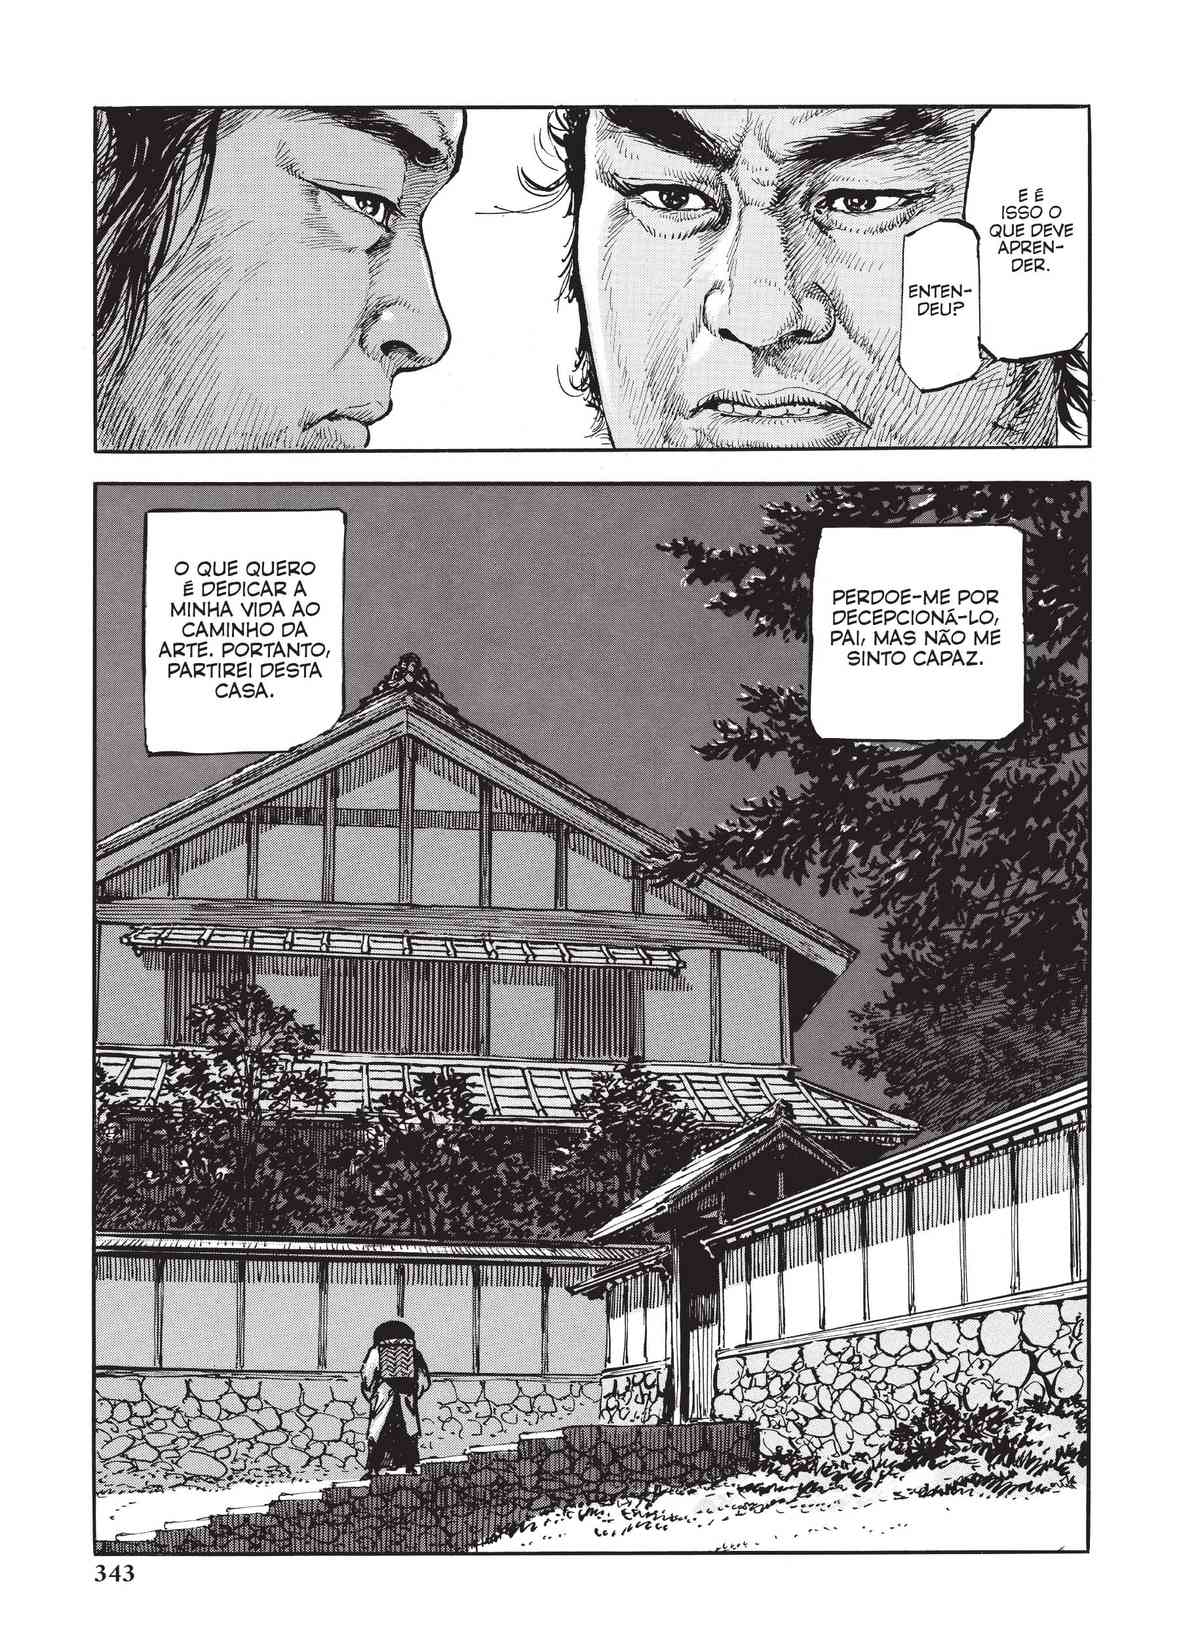 E É
ISSO O
QUE DEVE
APREN-
DER.
ENTEN-
DEU?
PERDOE-ME POR
DECEPCIONÁ-LO,
PAI, MAS NÃO ME
SINTO CAPAZ.
O QUE QUERO
É DEDICAR A
MINHA VIDA AO
CAMINHO DA
ARTE. PORTANTO,
PARTIREI DESTA
CASA.
343